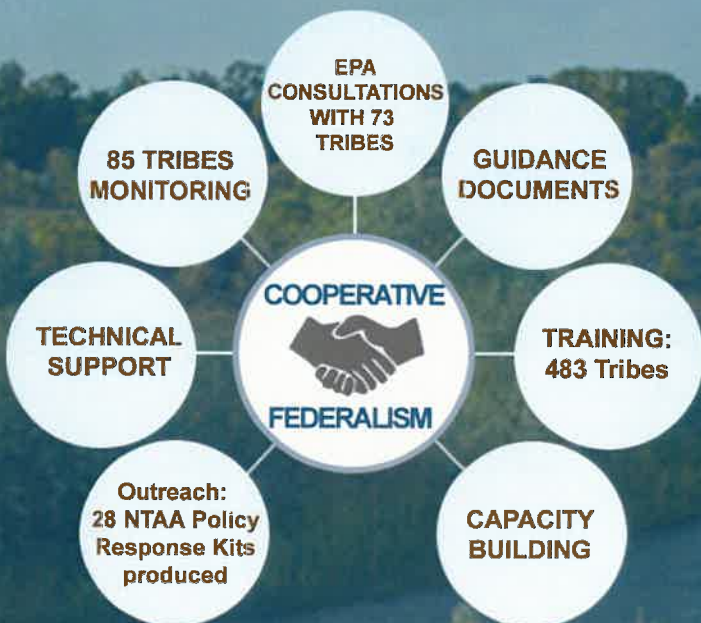 EPA
CONSULTATIONS
WITH 73
TRIBES
85 TRIBES
MONITORING
GUIDANCE
DOCUMENTS
COOPERATIVE
FEDERALISM
TECHNICAL
SUPPORT
TRAINING:
483 Tribes
Outreach:
28 NTAA Policy
Response Kits
produced
CAPACITY
BUILDING